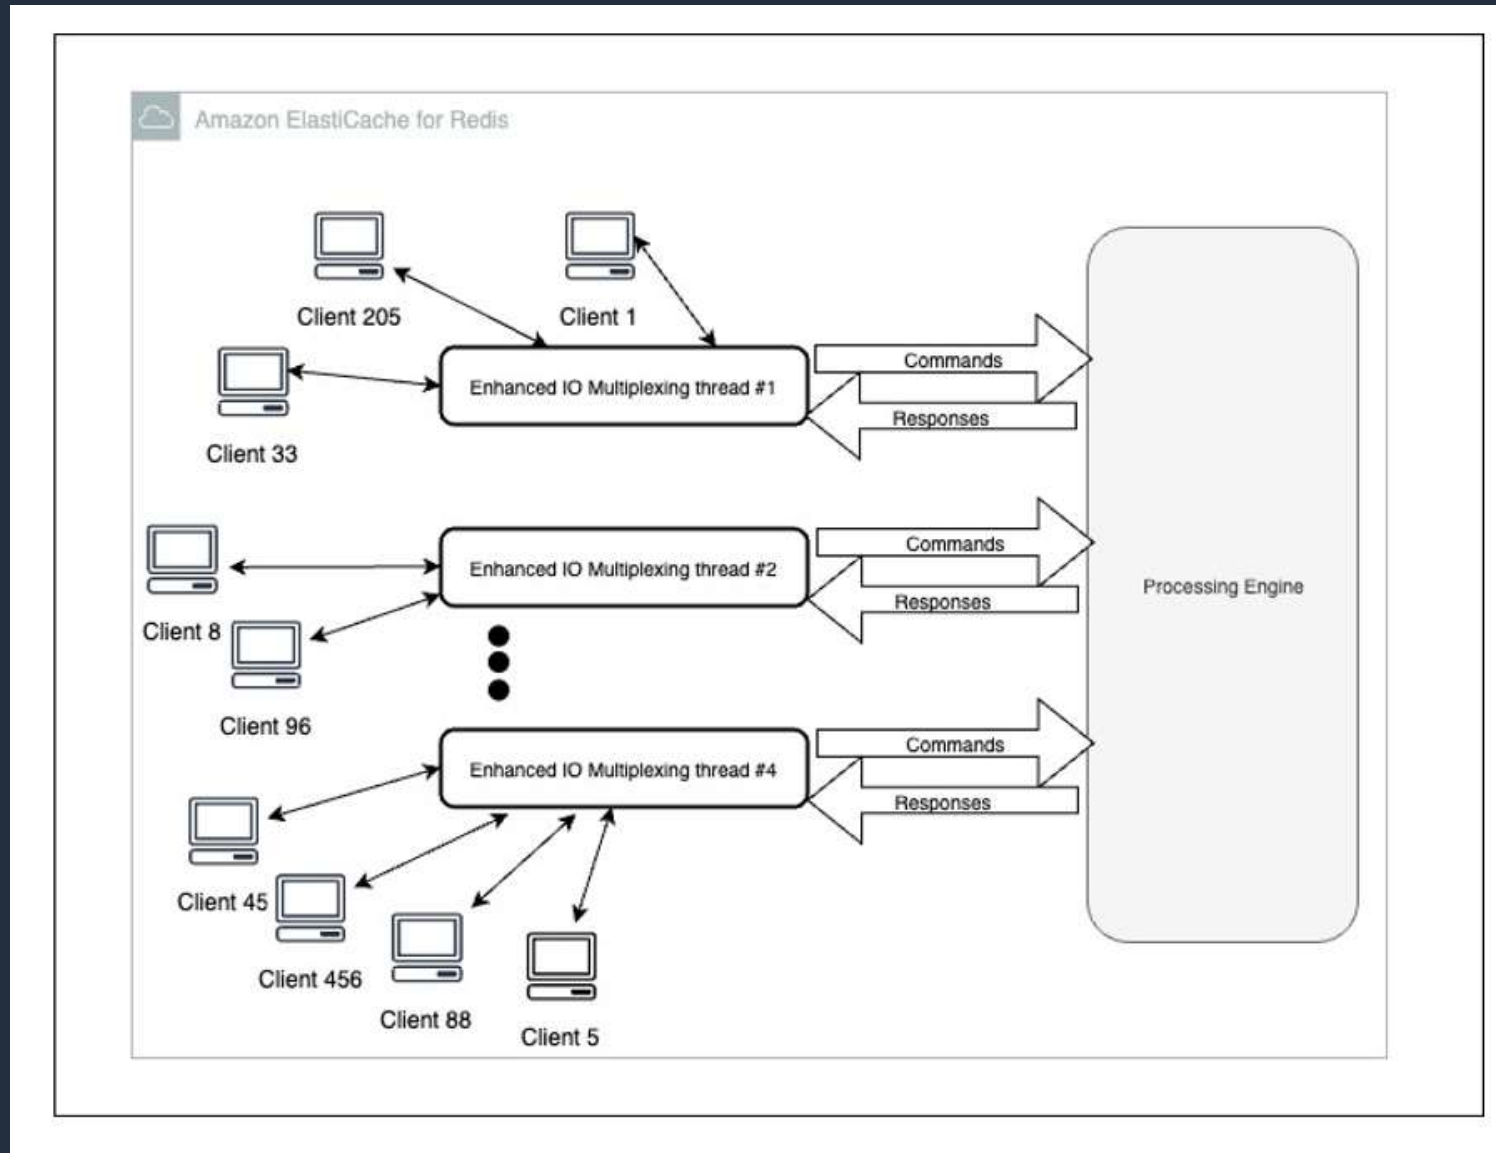 Amazon ElastiCache for Redis
Client 205
Client 1
Client 33
Enhanced IO Multiplexing thread #1
Commands
Responses
Client 8
Client 96
Enhanced IO Multiplexing thread #2
Commands
Responses
Processing Engine
Enhanced IO Multiplexing thread #4
Commands
Responses
Client 45
Client 456
Client 88
Client 5